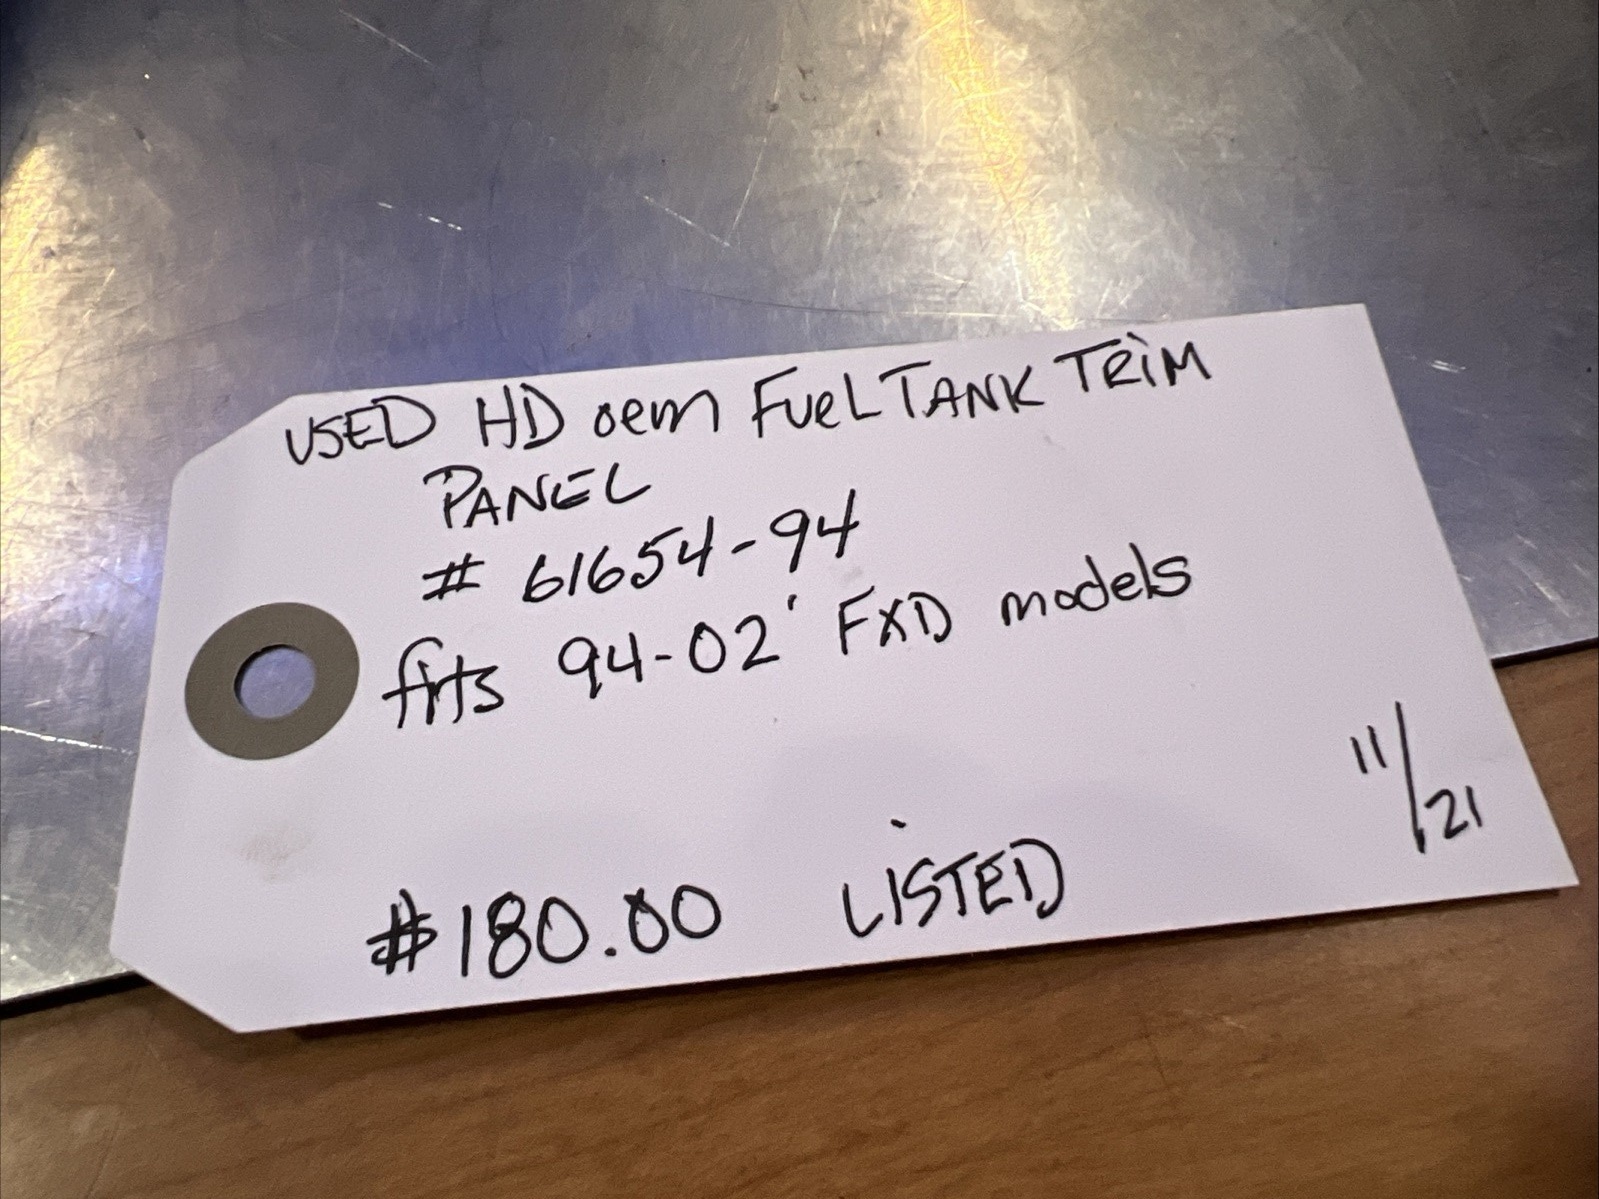 USED HD oem FUeL TANK TRiM
PANEL
# 61654-94
fits 94-02' FXD models
11/21
$180.00 LISTED